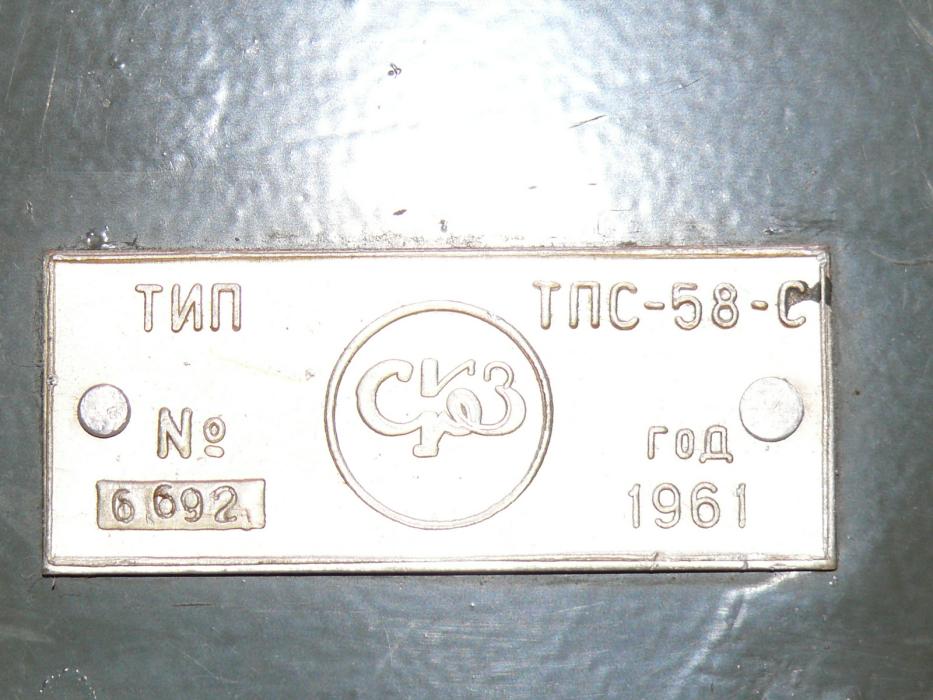 ТИП ТПС-58-С
СКЗ
№ год
6692 1961